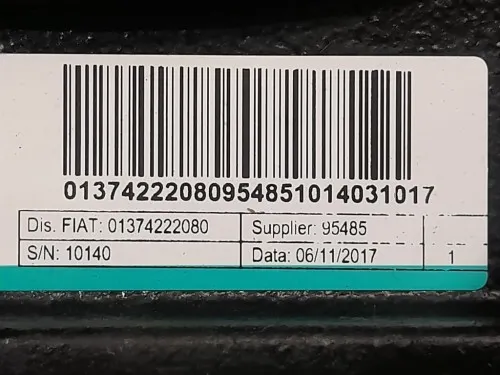 01374222080954851014031017
Dis. FIAT: 01374222080 Supplier: 95485
S/N: 10140 Data: 06/11/2017 1